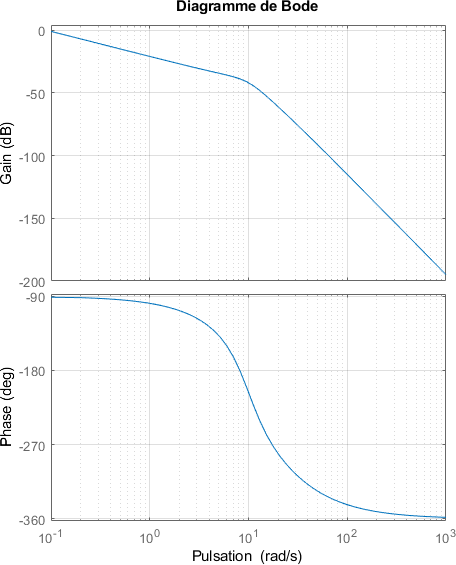 Diagramme de Bode
0
-50
-100
-150
-200
Gain (dB)
-90
-180
-270
-360
Phase (deg)
10^-1 10^0 10^1 10^2 10^3
Pulsation (rad/s)